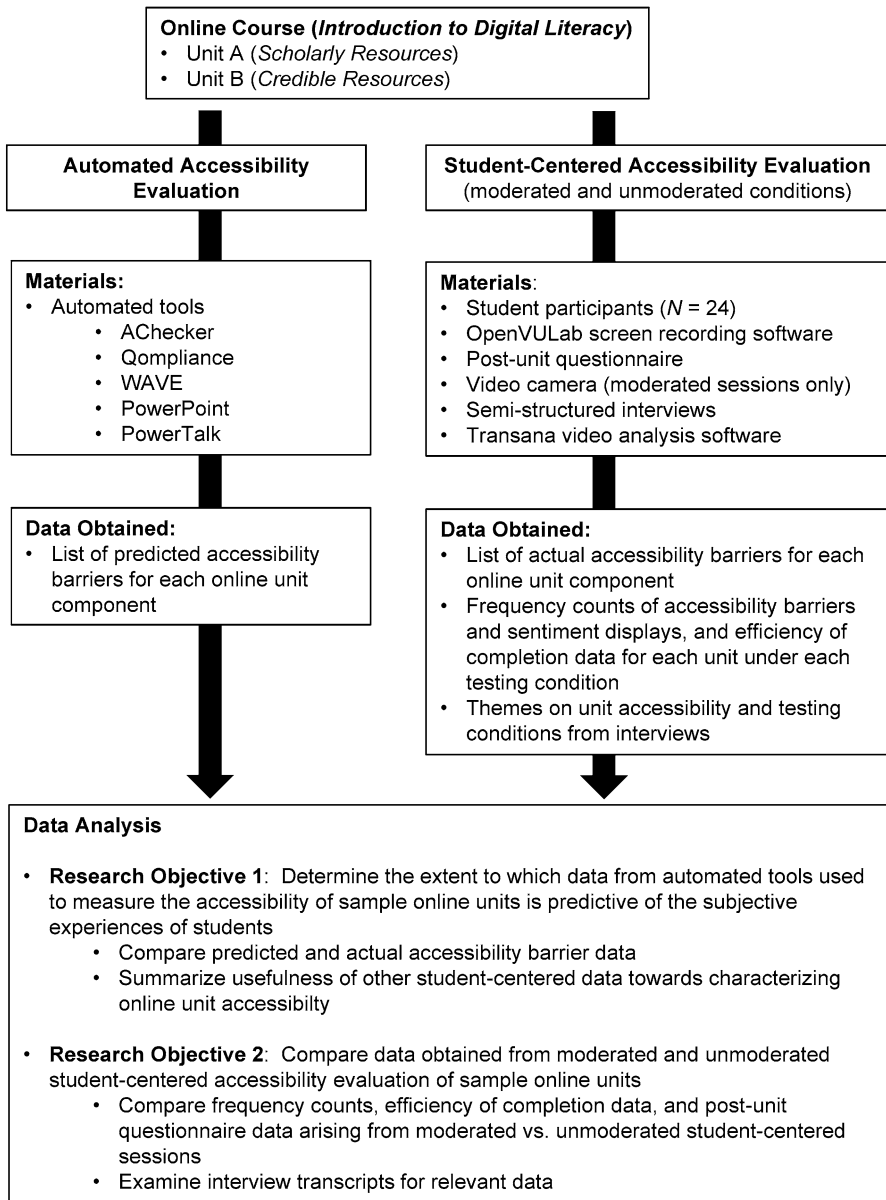 Online Course (Introduction to Digital Literacy)
• Unit A (Scholarly Resources)
• Unit B (Credible Resources)
Automated Accessibility
Evaluation
Materials:
• Automated tools
• AChecker
• Qompliance
• WAVE
• PowerPoint
• PowerTalk
Data Obtained:
• List of predicted accessibility
barriers for each online unit
component
Student-Centered Accessibility Evaluation
(moderated and unmoderated conditions)
Materials:
• Student participants (N = 24)
• OpenVULab screen recording software
• Post-unit questionnaire
• Video camera (moderated sessions only)
• Semi-structured interviews
• Transana video analysis software
Data Obtained:
• List of actual accessibility barriers for each
online unit component
• Frequency counts of accessibility barriers
and sentiment displays, and efficiency of
completion data for each unit under each
testing condition
• Themes on unit accessibility and testing
conditions from interviews
Data Analysis
• Research Objective 1: Determine the extent to which data from automated tools used
to measure the accessibility of sample online units is predictive of the subjective
experiences of students
• Compare predicted and actual accessibility barrier data
• Summarize usefulness of other student-centered data towards characterizing
online unit accessibilty
• Research Objective 2: Compare data obtained from moderated and unmoderated
student-centered accessibility evaluation of sample online units
• Compare frequency counts, efficiency of completion data, and post-unit
questionnaire data arising from moderated vs. unmoderated student-centered
sessions
• Examine interview transcripts for relevant data